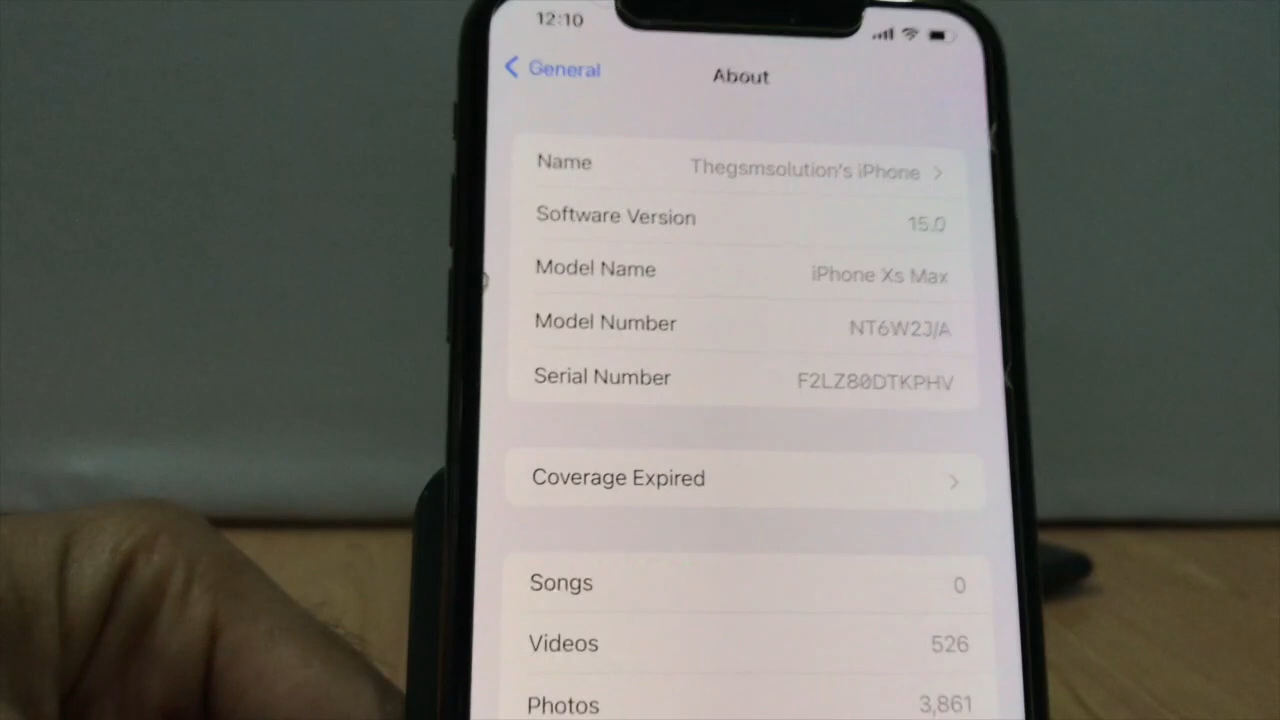 12:10
General
About
Name Thegsmsolution's iPhone
Software Version 15.0
Model Name iPhone Xs Max
Model Number NT6W2J/A
Serial Number F2LZ80DTKPHV
Coverage Expired
Songs 0
Videos 526
Photos 3,861